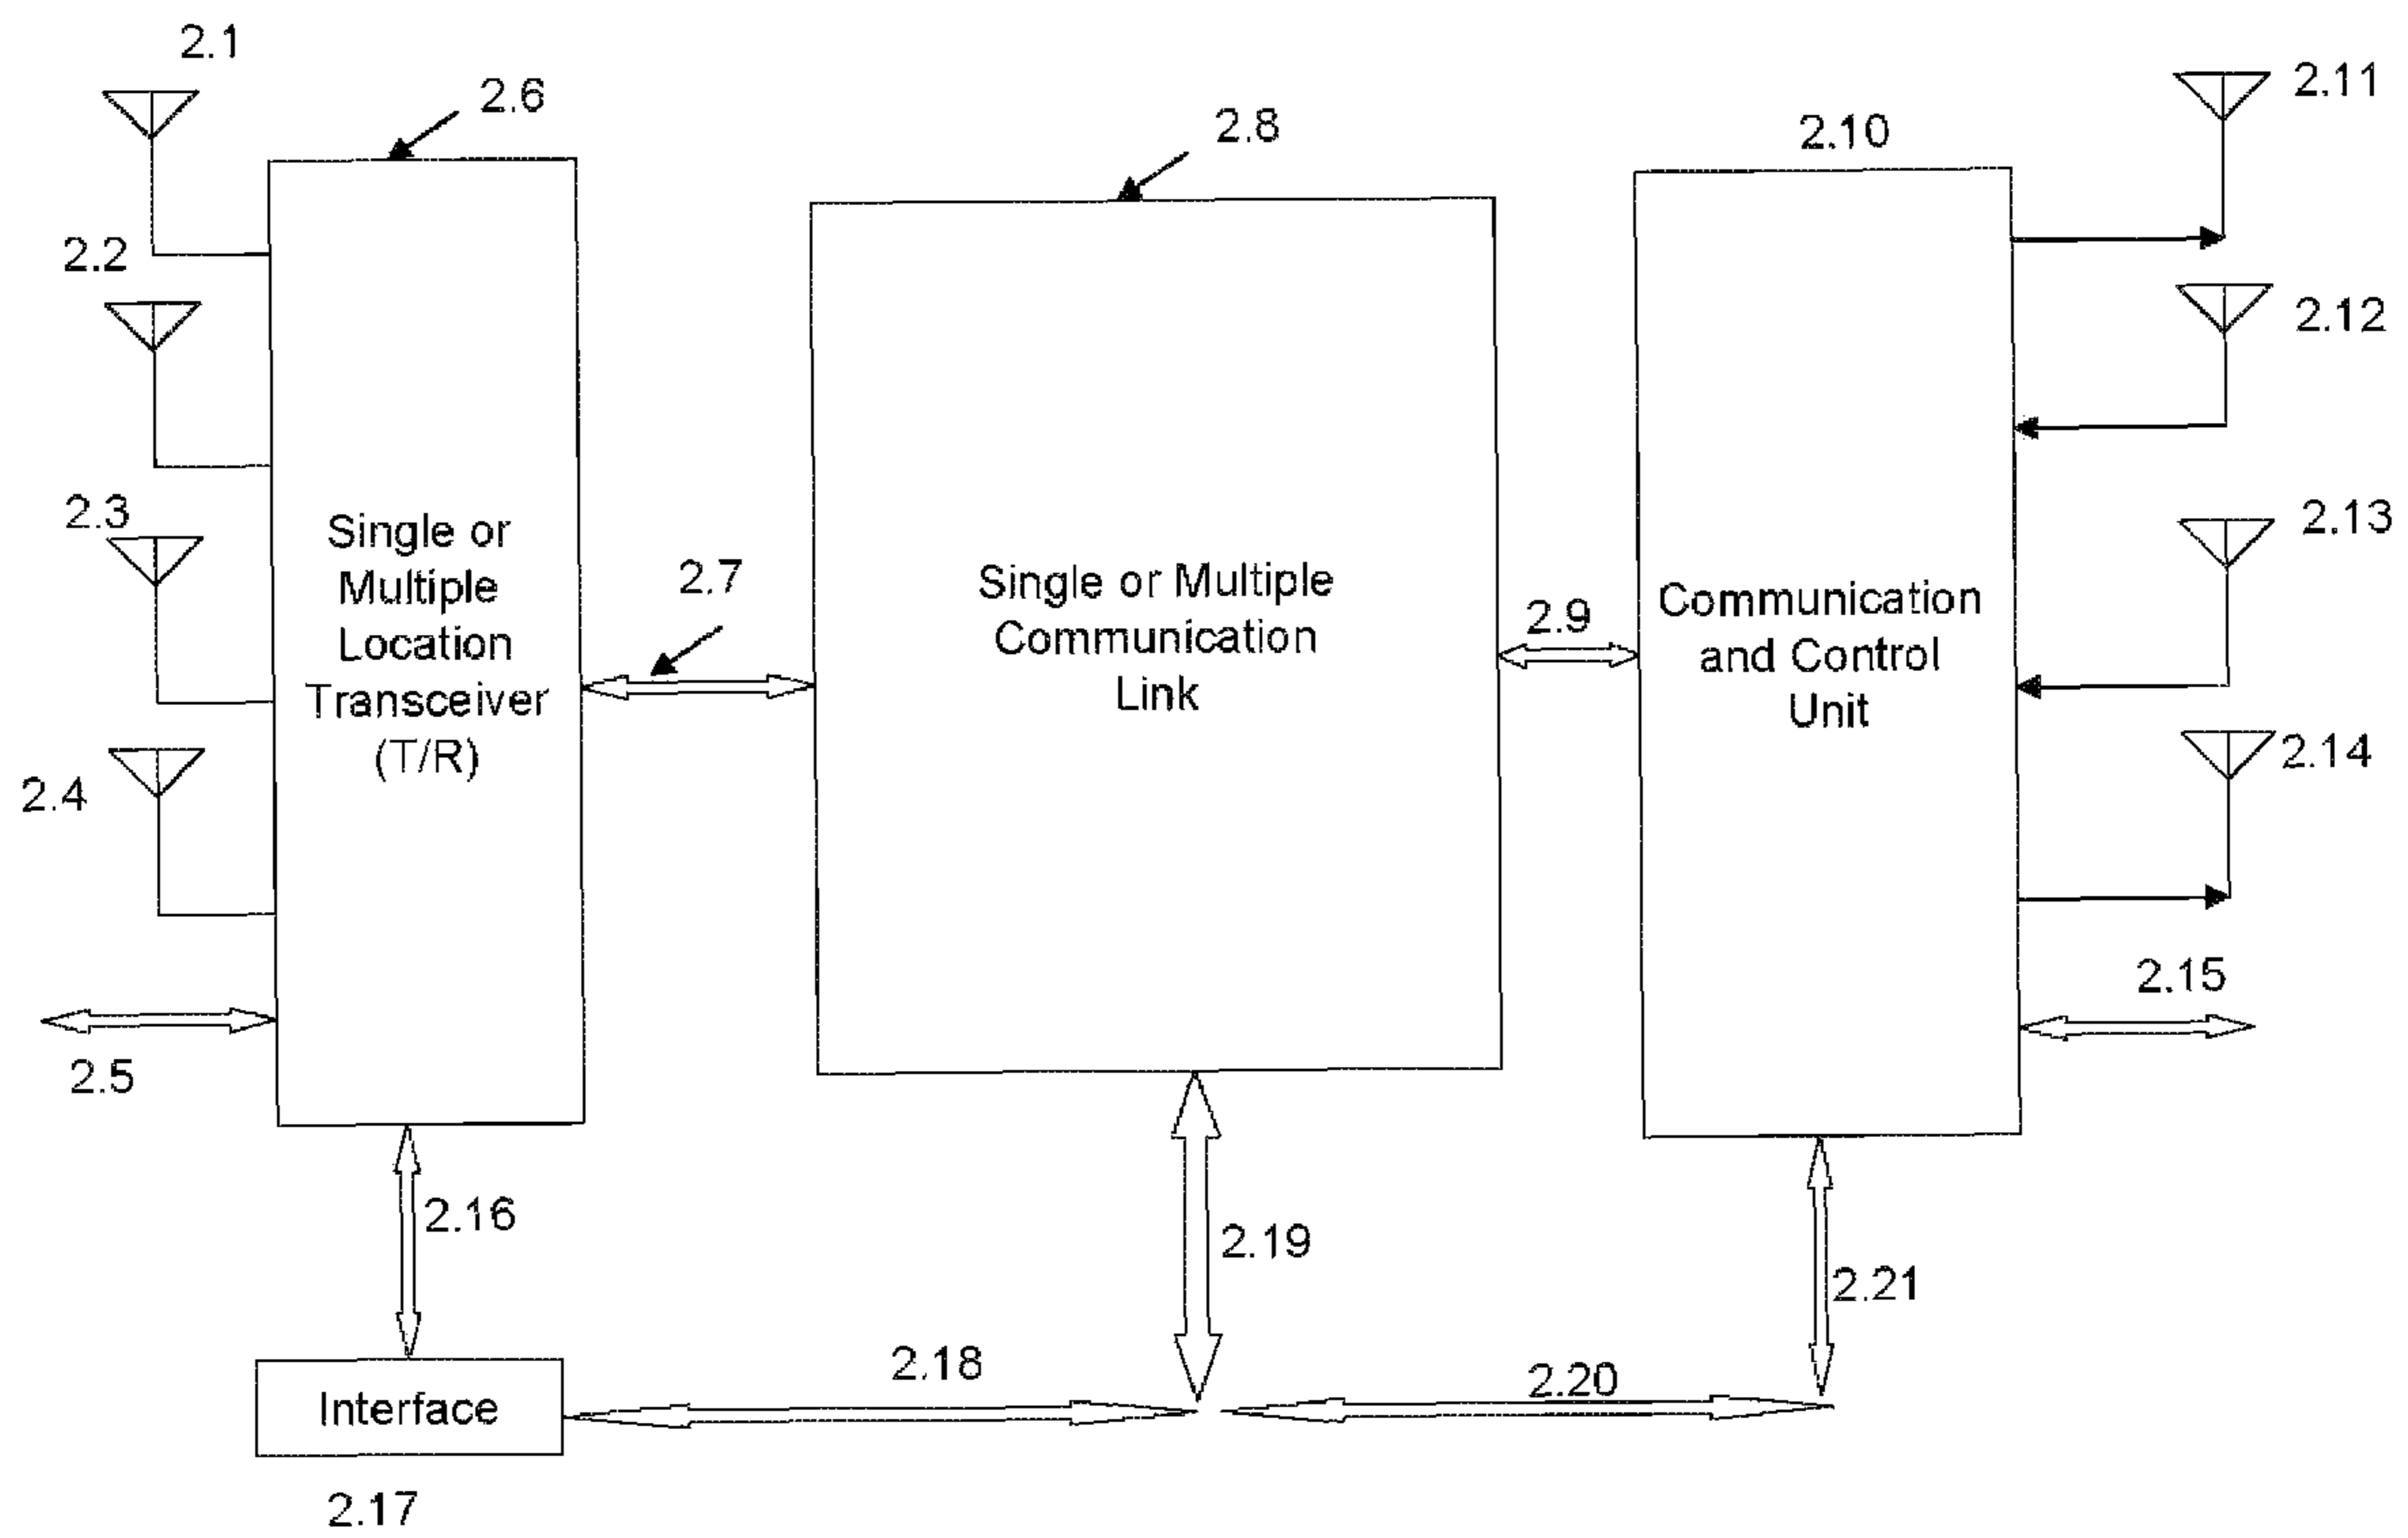 2.1
2.6
2.8
2.10
2.11
2.2
2.12
2.3
2.13
Single or
Multiple
Location
Transceiver
(T/R)
2.7
Single or Multiple
Communication
Link
2.9
Communication
and Control
Unit
2.4
2.14
2.5
2.15
2.16
2.19
2.21
Interface
2.18
2.20
2.17